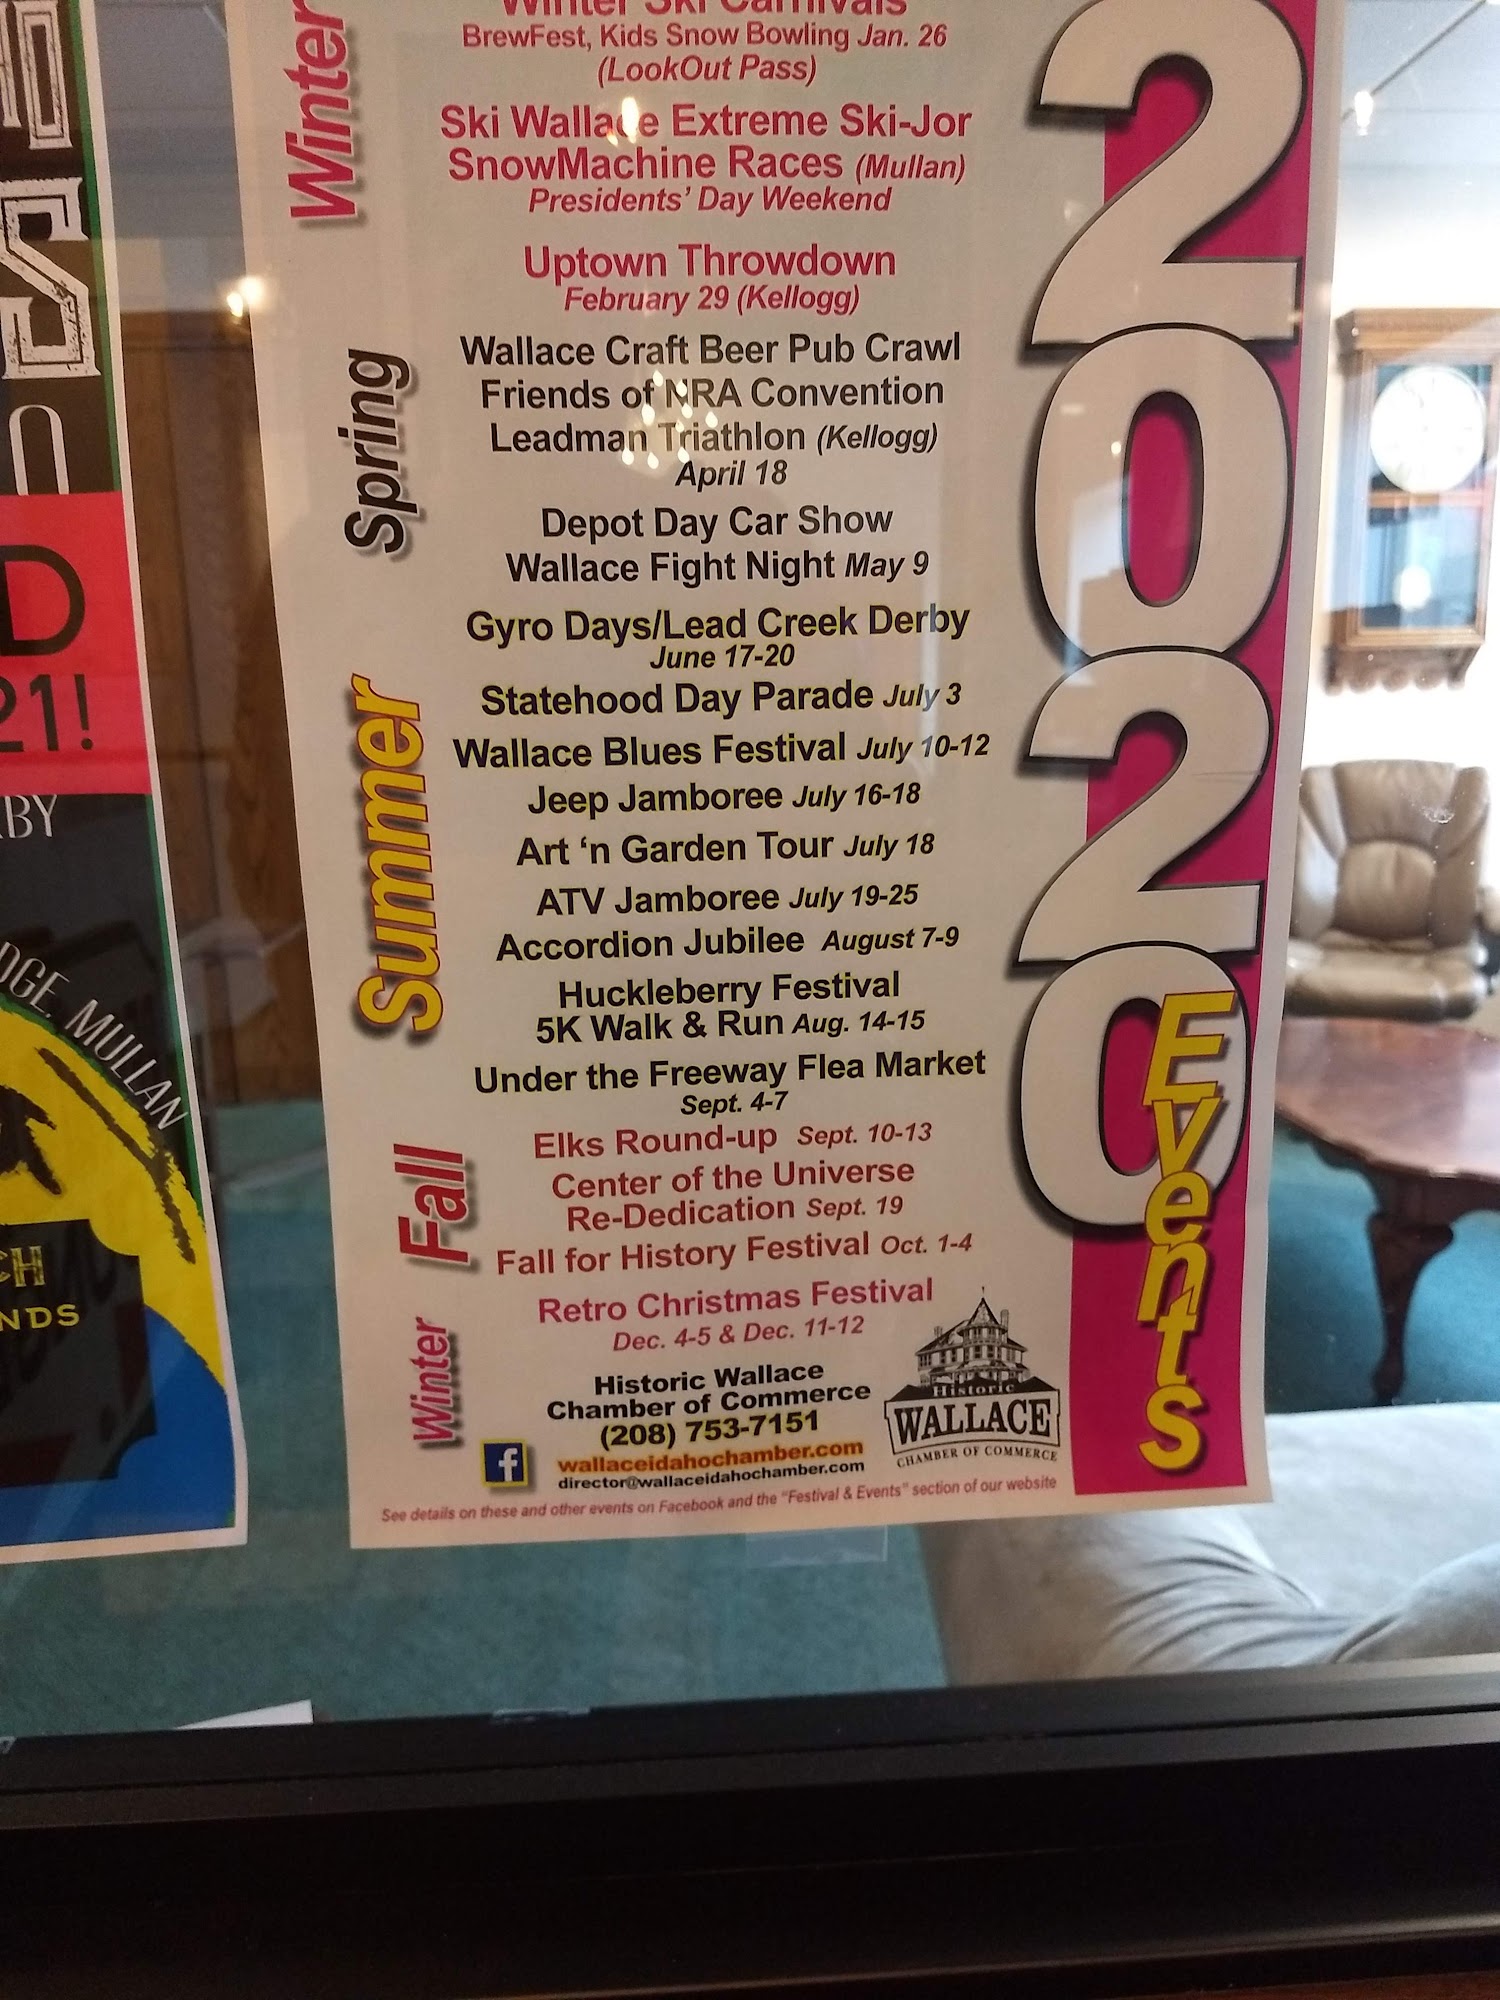 Winter Ski Carnivals
BrewFest, Kids Snow Bowling Jan. 26
(LookOut Pass)
Ski Wallace Extreme Ski-Jor
SnowMachine Races (Mullan)
Presidents' Day Weekend
Uptown Throwdown
February 29 (Kellogg)
Winter
Wallace Craft Beer Pub Crawl
Friends of NRA Convention
Leadman Triathlon (Kellogg)
April 18
Depot Day Car Show
Wallace Fight Night May 9
Spring
Gyro Days/Lead Creek Derby
June 17-20
Statehood Day Parade July 3
Wallace Blues Festival July 10-12
Jeep Jamboree July 16-18
Art 'n Garden Tour July 18
ATV Jamboree July 19-25
Accordion Jubilee August 7-9
Huckleberry Festival
5K Walk & Run Aug. 14-15
Under the Freeway Flea Market
Sept. 4-7
Summer
Elks Round-up Sept. 10-13
Center of the Universe
Re-Dedication Sept. 19
Fall for History Festival Oct. 1-4
Fall
Retro Christmas Festival
Dec. 4-5 & Dec. 11-12
Winter
Historic Wallace
Chamber of Commerce
(208) 753-7151
wallceidahochamber.com
director@wallaceidahochamber.com
f
Historic
WALLACE
CHAMBER OF COMMERCE
See details on these and other events on Facebook and the "Festival & Events" section of our website
2020
Events
D
21!
BY
DGE, MULLAN
CH
NDS